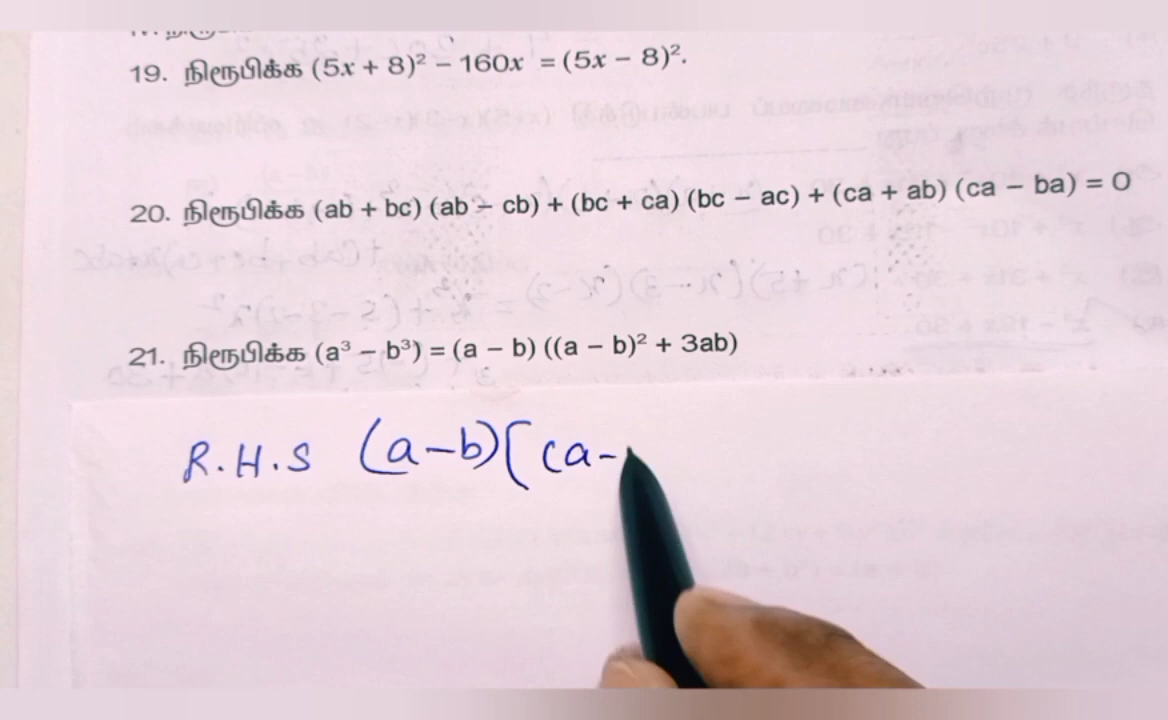 19. நிரூபிக்க (5x + 8)² – 160x = (5x – 8)².
20. நிரூபிக்க (ab + bc) (ab – cb) + (bc + ca) (bc – ac) + (ca + ab) (ca – ba) = 0
21. நிரூபிக்க (a³ – b³) = (a – b) ((a – b)² + 3ab)
R.H.S (a–b)[(a–